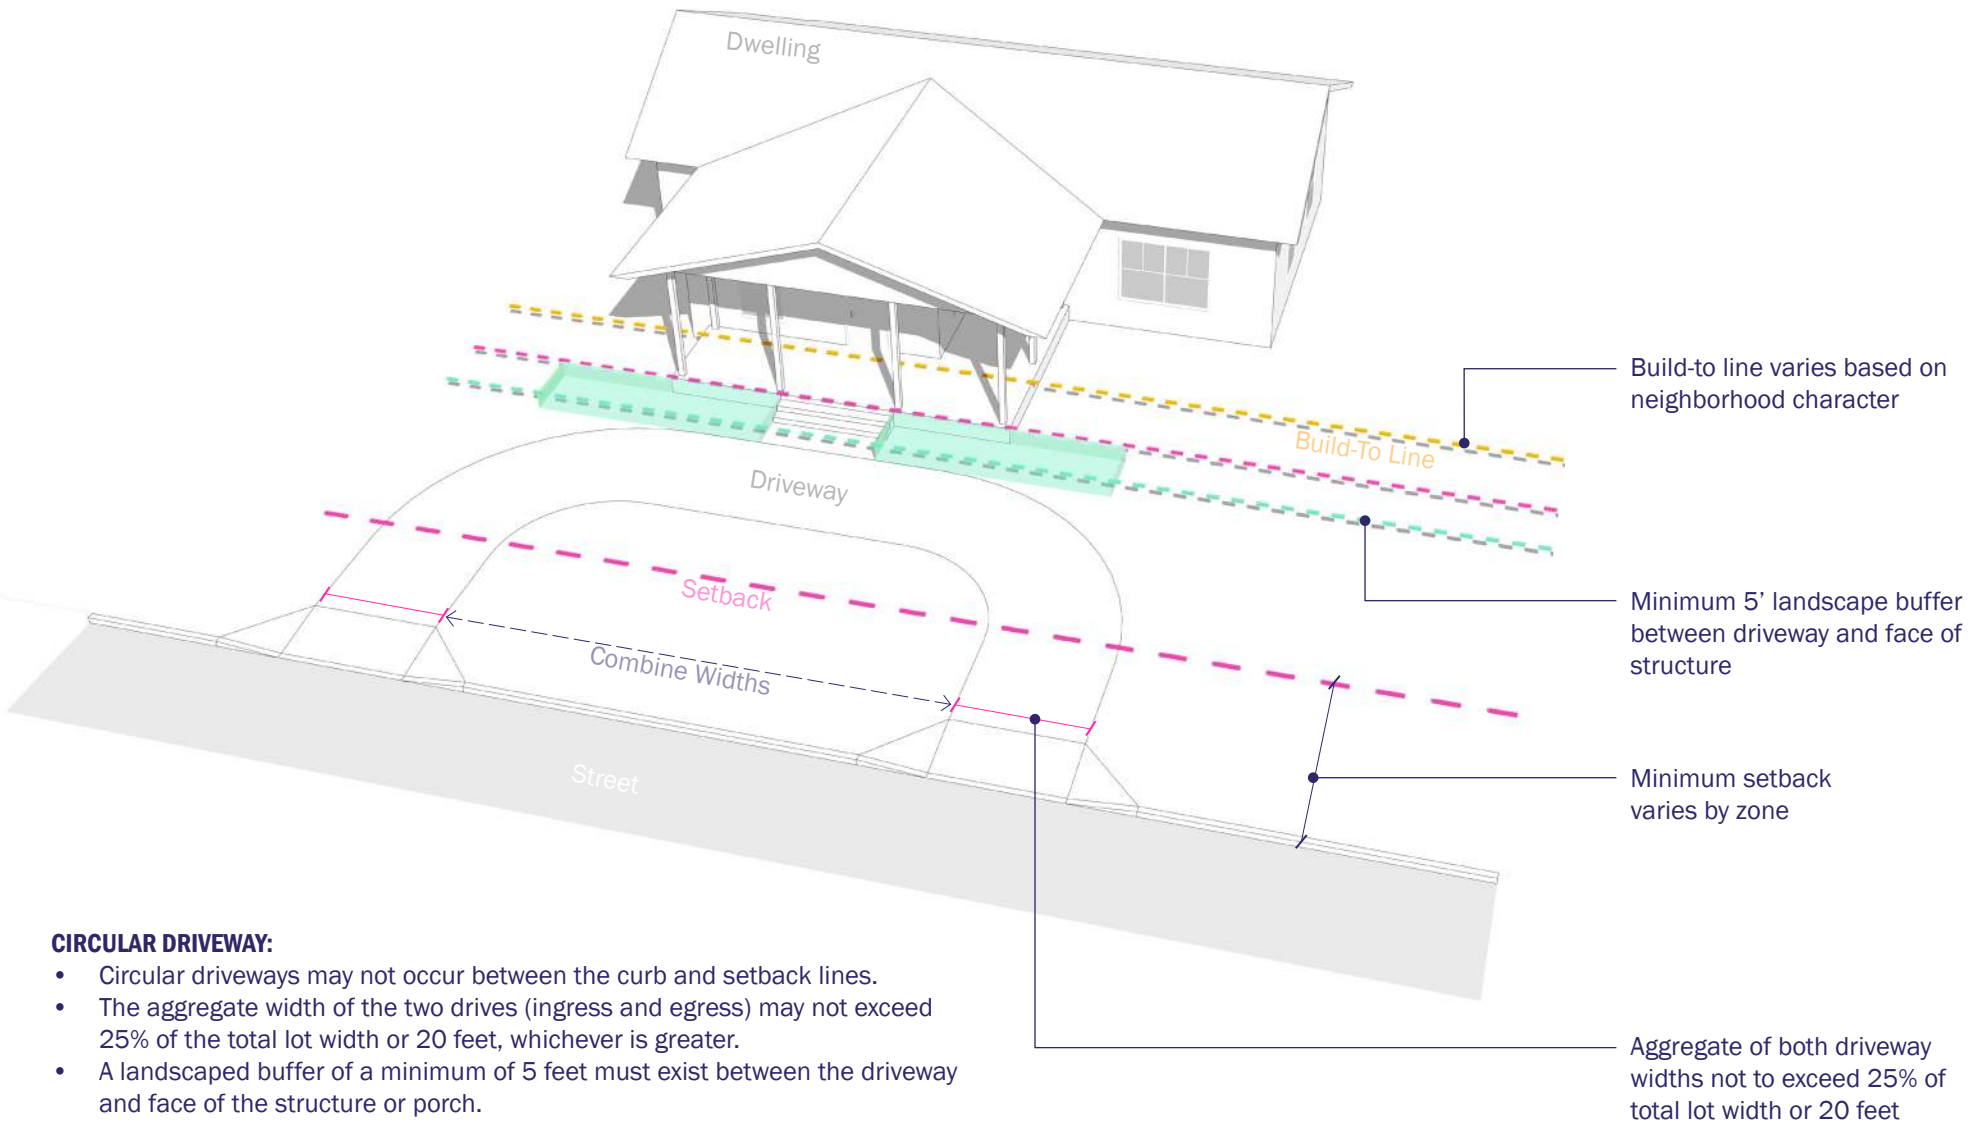 Dwelling
Build-to line varies based on
neighborhood character
Build-To Line
Driveway
Setback
Minimum 5’ landscape buffer
between driveway and face of
structure
Combine Widths
Street
Minimum setback
varies by zone
CIRCULAR DRIVEWAY:
• Circular driveways may not occur between the curb and setback lines.
• The aggregate width of the two drives (ingress and egress) may not exceed
25% of the total lot width or 20 feet, whichever is greater.
• A landscaped buffer of a minimum of 5 feet must exist between the driveway
and face of the structure or porch.
Aggregate of both driveway
widths not to exceed 25% of
total lot width or 20 feet